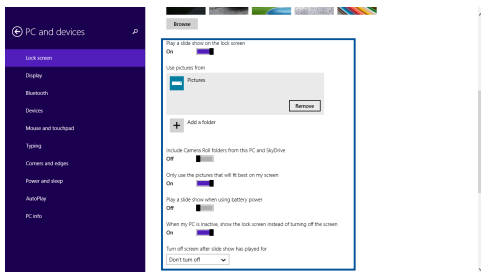 PC and devices
Lock screen
Display
Bluetooth
Devices
Mouse and touchpad
Typing
Corners and edges
Power and sleep
AutoPlay
PC info
Browse
Play a slide show on the lock screen
On
Use pictures from
Pictures
Remove
Add a folder
Include Camera Roll folders from this PC and SkyDrive
Off
Only use the pictures that will fit best on my screen
On
Play a slide show when using battery power
Off
When my PC is inactive, show the lock screen instead of turning off the screen
On
Turn off screen after slide show has played for
Don't turn off